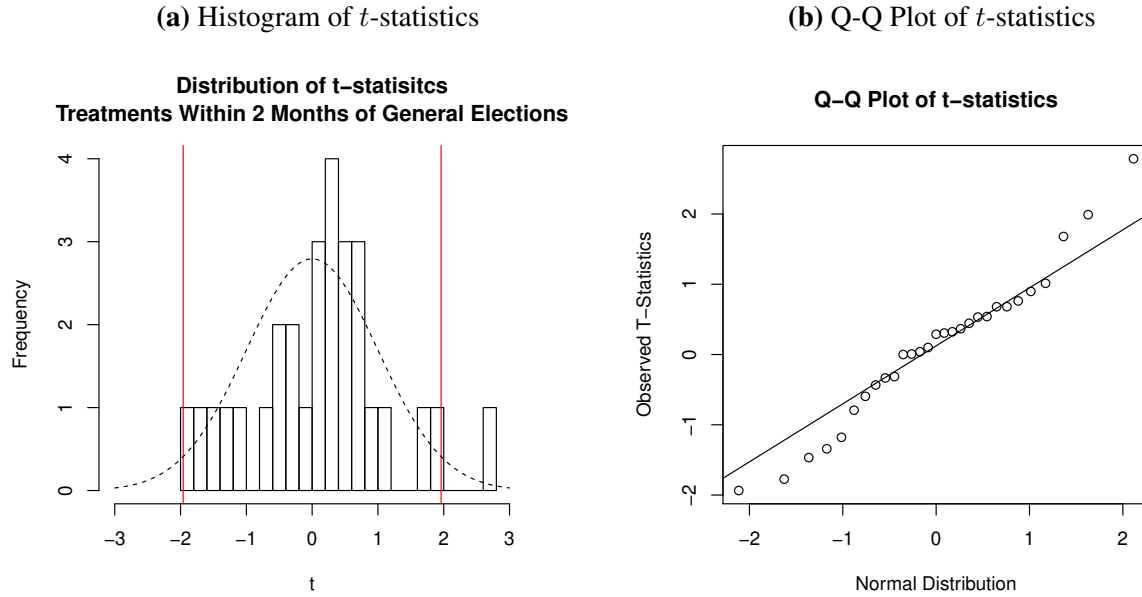 (a) Histogram of t-statistics
Distribution of t−statisitcs
Treatments Within 2 Months of General Elections
Frequency
4
3
2
1
0
−3 −2 −1 0 1 2 3
t
(b) Q-Q Plot of t-statistics
Q−Q Plot of t−statistics
Observed T−Statistics
2
1
0
−1
−2
−2 −1 0 1 2
Normal Distribution